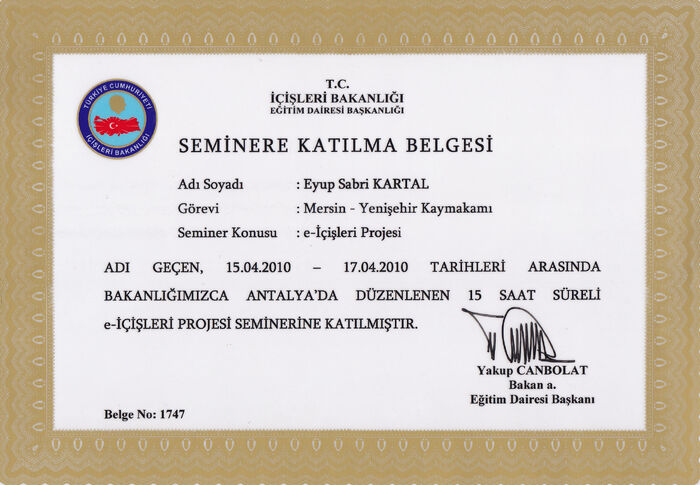 TÜRKİYE CUMHURİYETİ
İÇİŞLERİ BAKANLIĞI
T.C.
İÇİŞLERİ BAKANLIĞI
EĞİTİM DAİRESİ BAŞKANLIĞI
SEMİNERE KATILMA BELGESİ
Adı Soyadı : Eyup Sabri KARTAL
Görevi : Mersin - Yenişehir Kaymakamı
Seminer Konusu : e-İçişleri Projesi
ADI GEÇEN, 15.04.2010 – 17.04.2010 TARİHLERİ ARASINDA
BAKANLIĞIMIZCA ANTALYA'DA DÜZENLENEN 15 SAAT SÜRELİ
e-İÇİŞLERİ PROJESİ SEMİNERİNE KATILMIŞTIR.
Yakup CANBOLAT
Bakan a.
Eğitim Dairesi Başkanı
Belge No: 1747